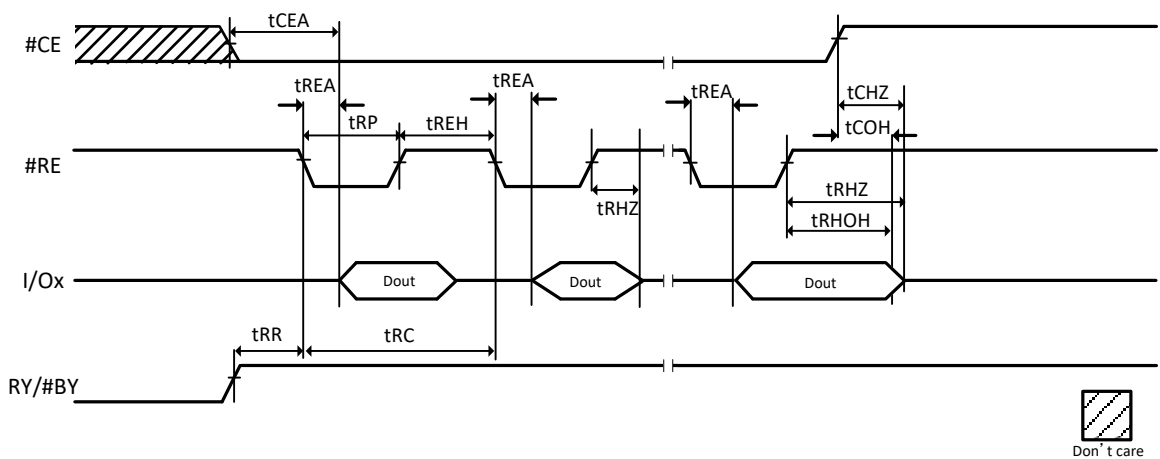 tCEA
#CE
tREA
tREA
tREA
tCHZ
tCOH
tRP
tREH
#RE
tRHZ
tRHZ
tRHOH
I/Ox
Dout
Dout
Dout
tRR
tRC
RY/#BY
Don't care